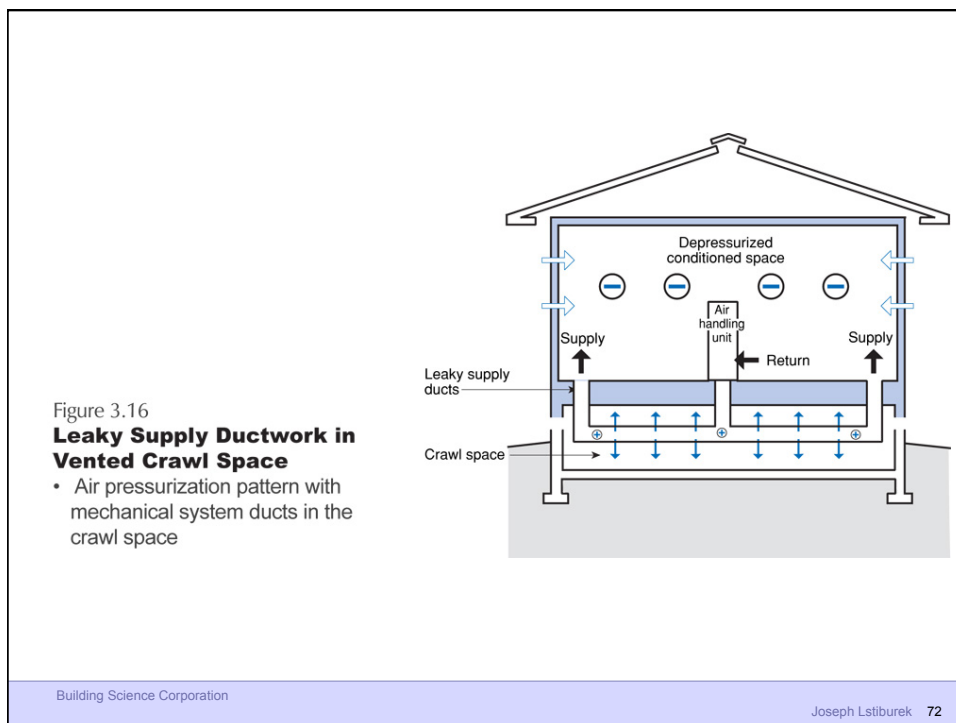 Figure 3.16
Leaky Supply Ductwork in
Vented Crawl Space
• Air pressurization pattern with
mechanical system ducts in the
crawl space
Depressurized
conditioned space
Air
handling
unit
Supply
Return
Supply
Leaky supply
ducts
Crawl space
Building Science Corporation
Joseph Lstiburek 72